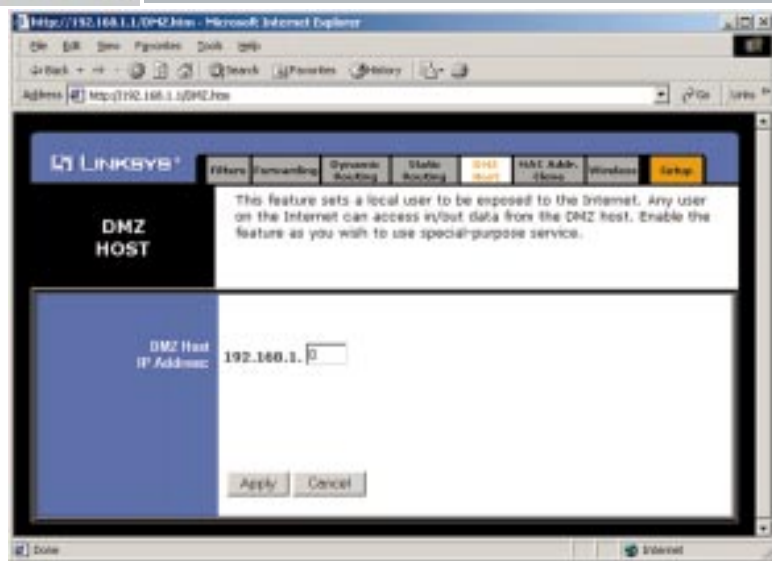 http://192.168.1.1/DMZ.htm - Microsoft Internet Explorer
File Edit View Favorites Tools Help
Back Search Favorites History
Address http://192.168.1.1/DMZ.htm Go Links
LINKSYS
Filters Forwarding Dynamic Routing Static Routing DMZ Host MAC Addr. Clone Wireless Setup
DMZ HOST
This feature sets a local user to be exposed to the Internet. Any user
on the Internet can access in/out data from the DMZ host. Enable the
feature as you wish to use special-purpose service.
DMZ Host
IP Address: 192.168.1. 0
Apply Cancel
Done Internet